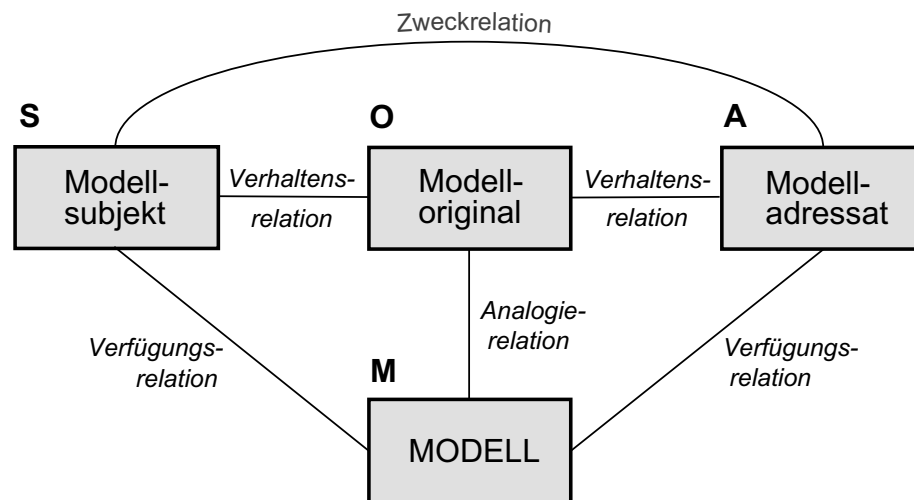 Zweckrelation
S
O
A
Modell-
subjekt
Verhaltens-
relation
Modell-
original
Verhaltens-
relation
Modell-
adressat
Verfügungs-
relation
Analogie-
relation
Verfügungs-
relation
M
MODELL